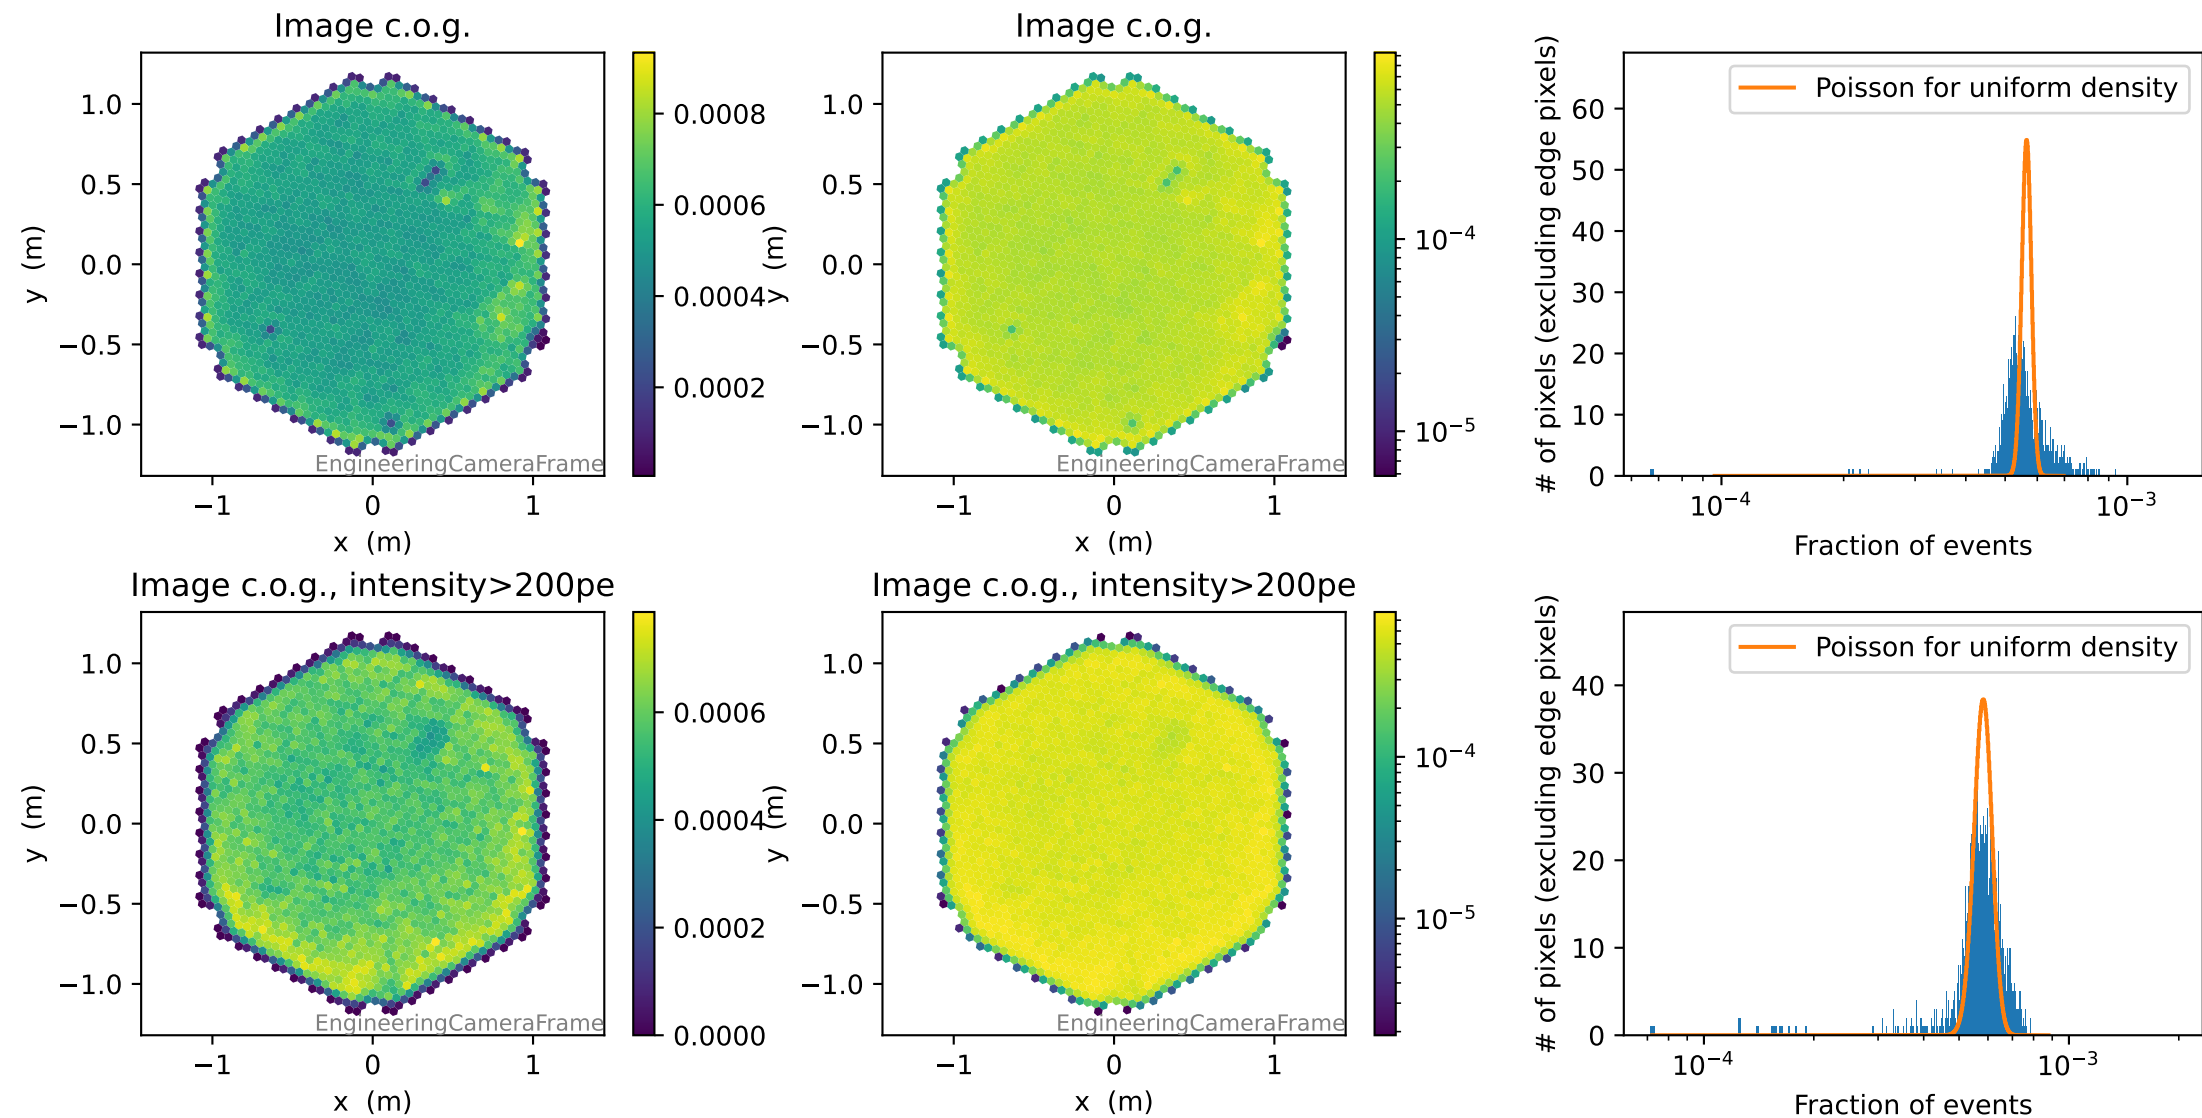 Image c.o.g.
1.0
0.5
0.0
−0.5
−1.0
y (m)
−1
0
1
x (m)
EngineeringCameraFrame
0.0008
0.0006
0.0004
0.0002
Image c.o.g.
1.0
0.5
0.0
−0.5
−1.0
y (m)
−1
0
1
x (m)
EngineeringCameraFrame
10⁻⁴
10⁻⁵
Poisson for uniform density
# of pixels (excluding edge pixels)
60
50
40
30
20
10
0
10⁻⁴
10⁻³
Fraction of events
Image c.o.g., intensity>200pe
1.0
0.5
0.0
−0.5
−1.0
y (m)
−1
0
1
x (m)
EngineeringCameraFrame
0.0006
0.0004
0.0002
0.0000
Image c.o.g., intensity>200pe
1.0
0.5
0.0
−0.5
−1.0
y (m)
−1
0
1
x (m)
EngineeringCameraFrame
10⁻⁴
10⁻⁵
Poisson for uniform density
# of pixels (excluding edge pixels)
40
30
20
10
0
10⁻⁴
10⁻³
Fraction of events